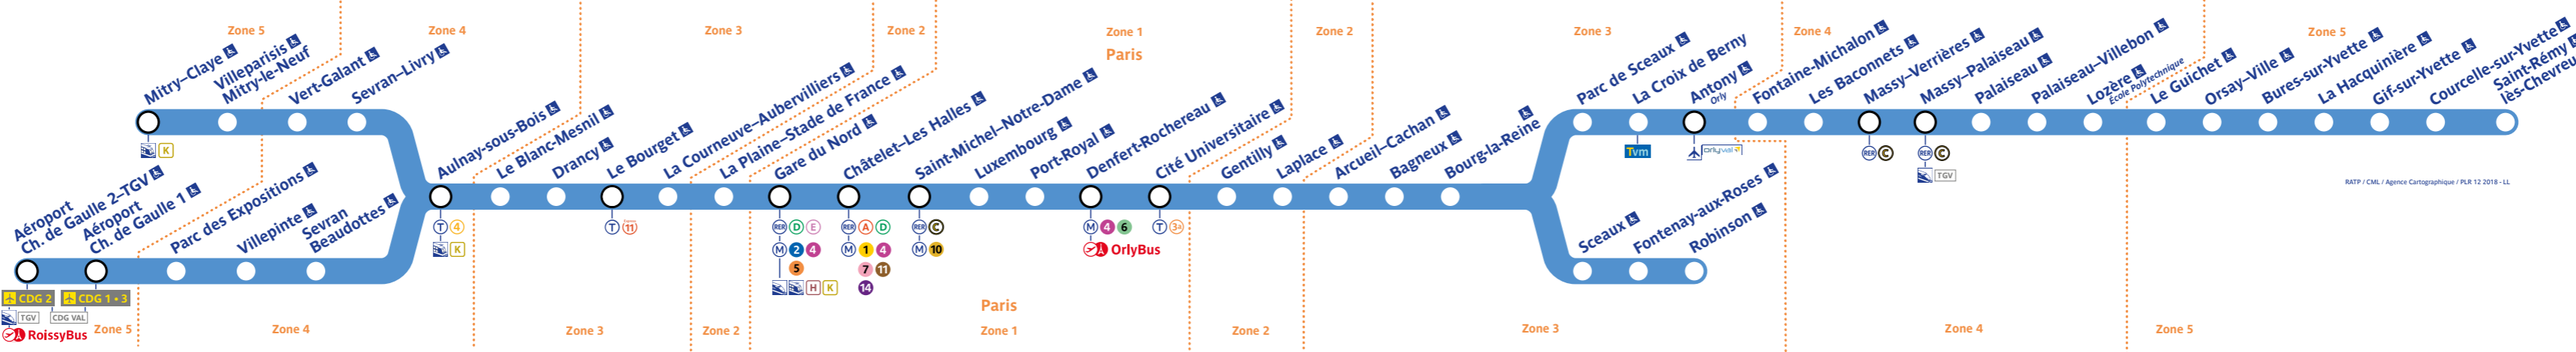 Zone 5
Zone 4
Zone 3
Zone 2
Zone 1
Paris
Zone 2
Zone 3
Zone 4
Zone 5
Mitry–Claye
Villeparisis
Mitry-le-Neuf
Vert-Galant
Sevran–Livry
K
Aéroport
Ch. de Gaulle 2–TGV
Aéroport
Ch. de Gaulle 1
Parc des Expositions
Villepinte
Sevran
Beaudottes
CDG 2
CDG 1 • 3
TGV
CDG VAL
RoissyBus
Aulnay-sous-Bois
T 4
K
Le Blanc-Mesnil
Drancy
Le Bourget
T 11
La Courneuve–Aubervilliers
La Plaine–Stade de France
Gare du Nord
RER D E
M 2 4
5
H K
Châtelet–Les Halles
RER A D
M 1 4
7 11
14
Saint-Michel–Notre-Dame
RER C
M 10
Luxembourg
Port-Royal
Denfert-Rochereau
M 4 6
OrlyBus
Cité Universitaire
T 3a
Gentilly
Laplace
Arcueil–Cachan
Bagneux
Bourg-la-Reine
Parc de Sceaux
La Croix de Berny
Tvm
Antony
Orly
orlyval
Fontaine-Michalon
Les Baconnets
Massy–Verrières
RER C
Massy–Palaiseau
RER C
TGV
Palaiseau
Palaiseau–Villebon
Lozère
École Polytechnique
Le Guichet
Orsay–Ville
Bures-sur-Yvette
La Hacquinière
Gif-sur-Yvette
Courcelle-sur-Yvette
Saint-Rémy
lès-Chevreu
Sceaux
Fontenay-aux-Roses
Robinson
RATP / CML / Agence Cartographique / PLR 12 2018 - LL
Zone 5
Zone 4
Zone 3
Zone 2
Paris
Zone 1
Zone 2
Zone 3
Zone 4
Zone 5